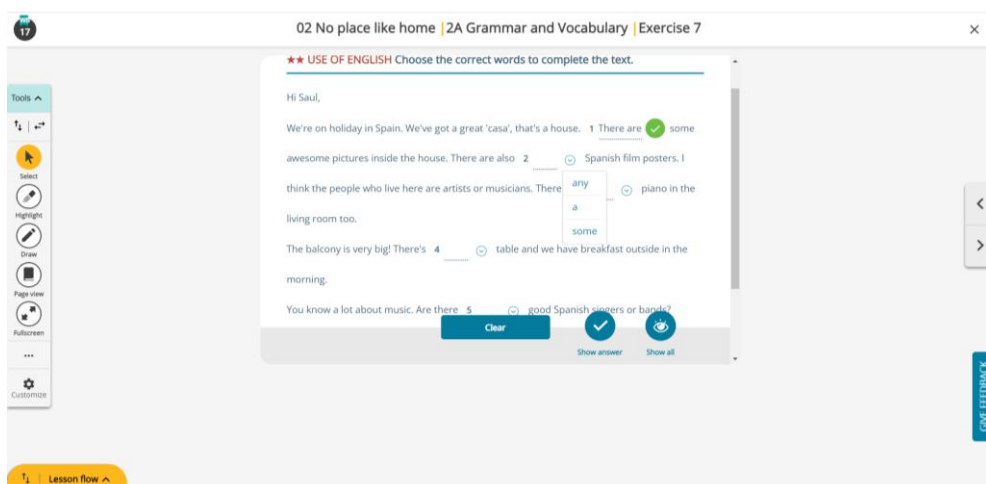 17
02 No place like home | 2A Grammar and Vocabulary | Exercise 7
★★ USE OF ENGLISH Choose the correct words to complete the text.
Tools
Hi Saul,
We're on holiday in Spain. We've got a great 'casa', that's a house. 1 There are some
awesome pictures inside the house. There are also 2 Spanish film posters. I
any
think the people who live here are artists or musicians. There piano in the
a
living room too.
some
The balcony is very big! There's 4 table and we have breakfast outside in the
morning.
You know a lot about music. Are there 5 good Spanish singers or bands?
Clear
Show answer
Show all
Select
Highlight
Draw
Page view
Fullscreen
Customize
GIVE FEEDBACK
Lesson flow